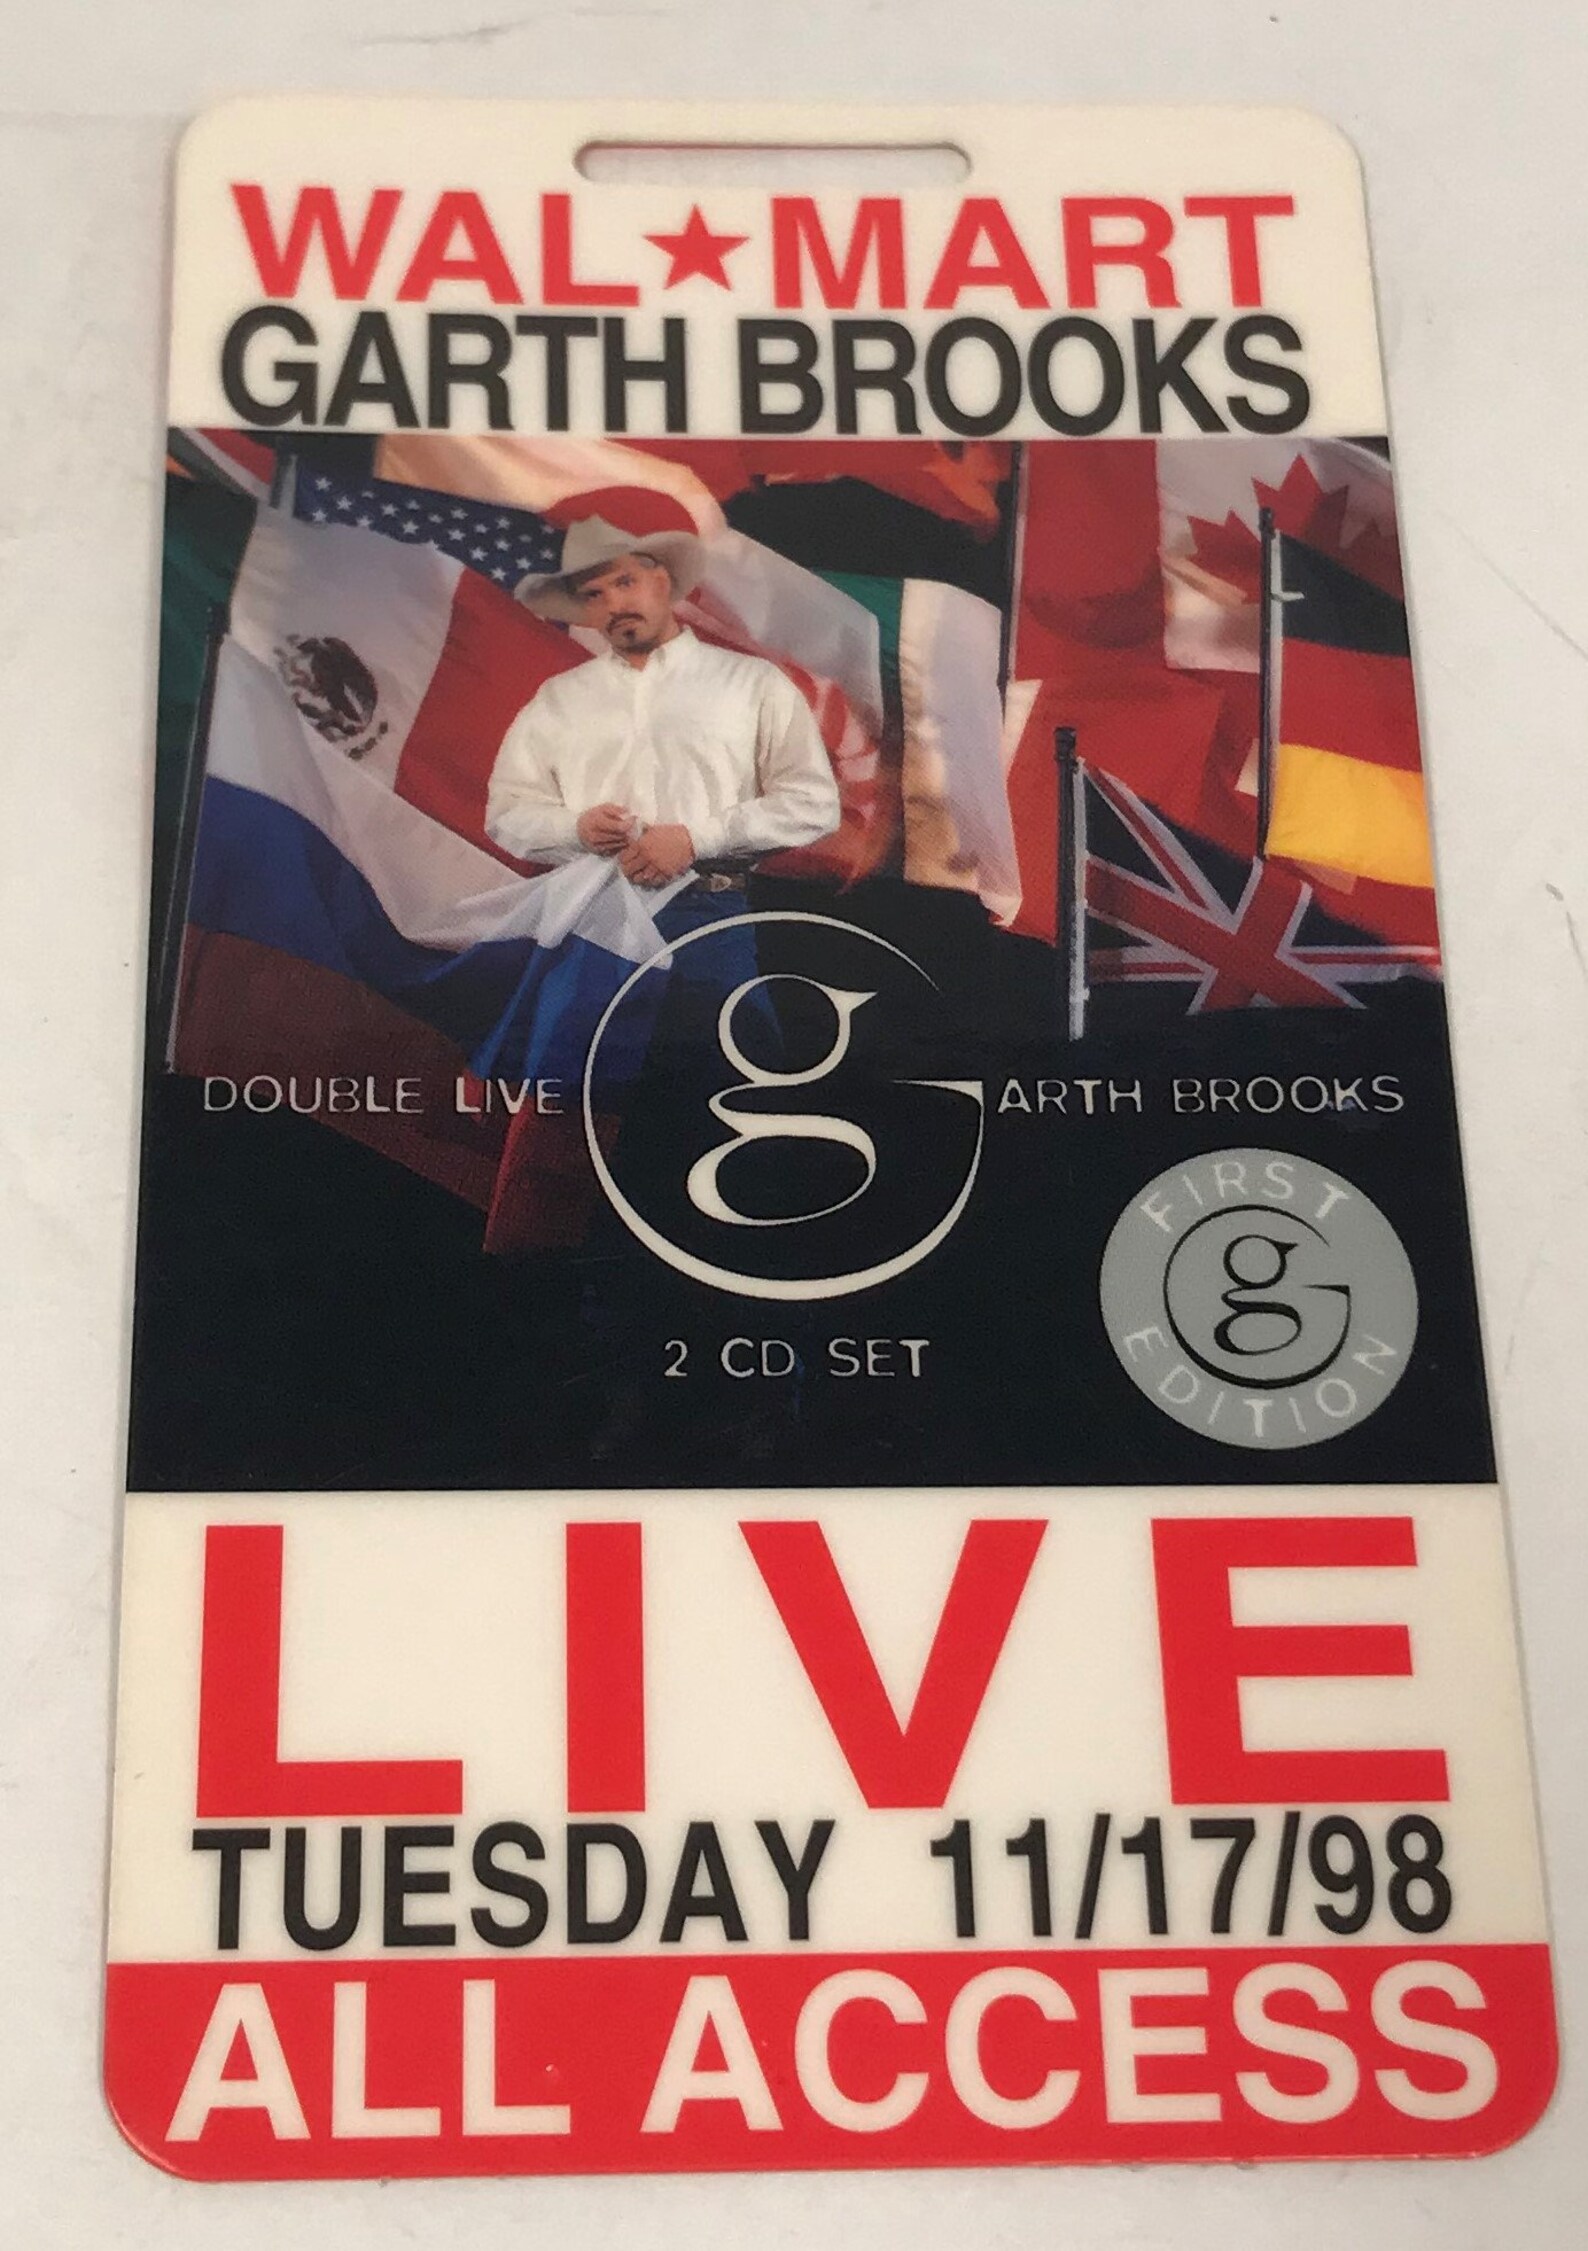 WAL★MART
GARTH BROOKS
DOUBLE LIVE gARTH BROOKS
2 CD SET
FIRST
g
EDITION
LIVE
TUESDAY 11/17/98
ALL ACCESS